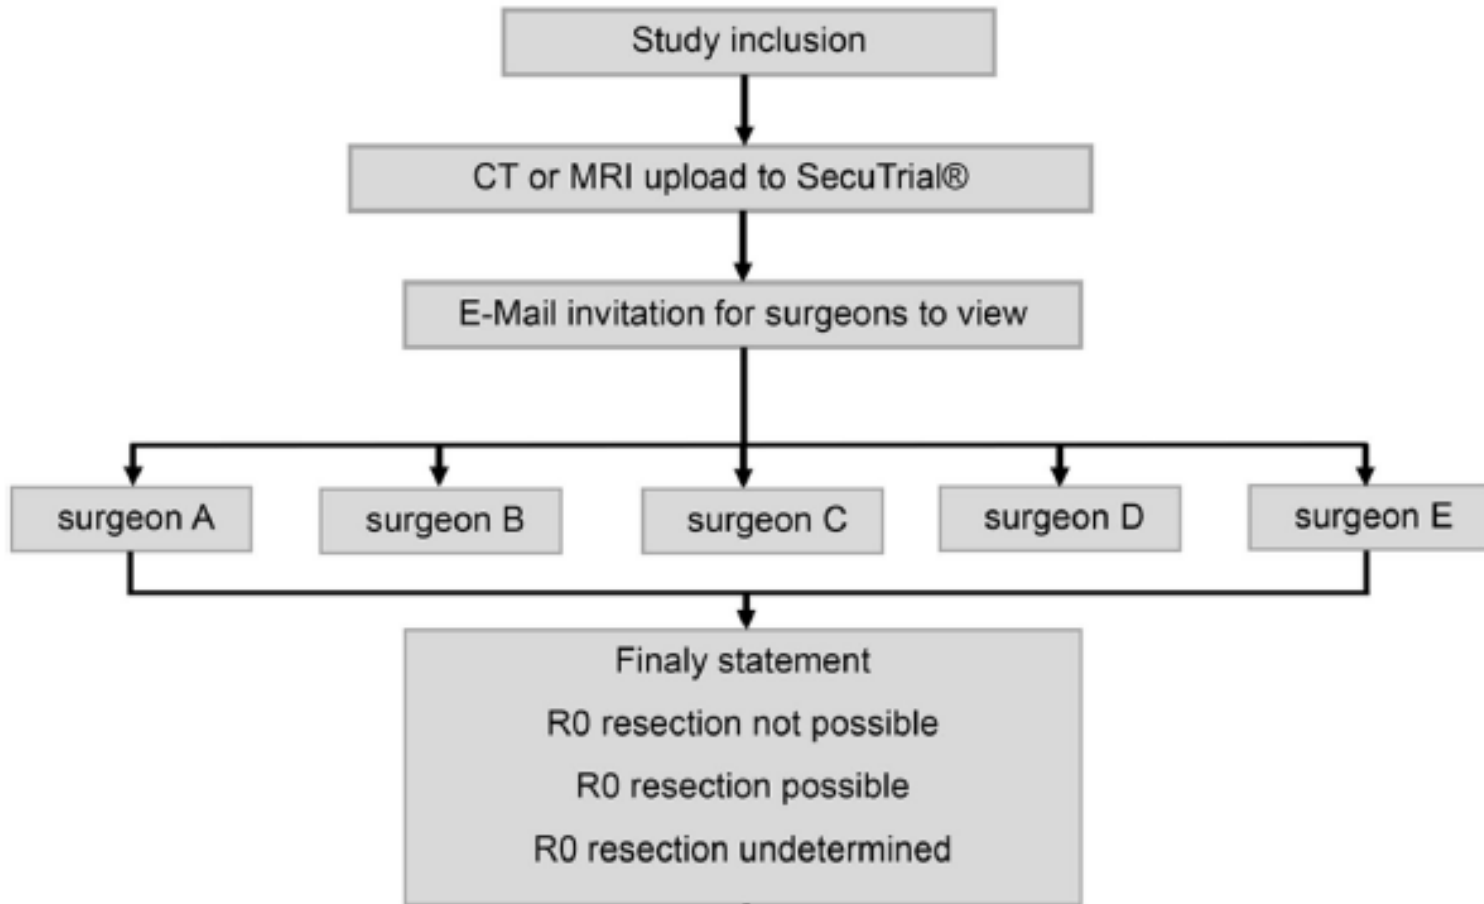 Study inclusion
CT or MRI upload to SecuTrial®
E-Mail invitation for surgeons to view
surgeon A
surgeon B
surgeon C
surgeon D
surgeon E
Finaly statement
R0 resection not possible
R0 resection possible
R0 resection undetermined